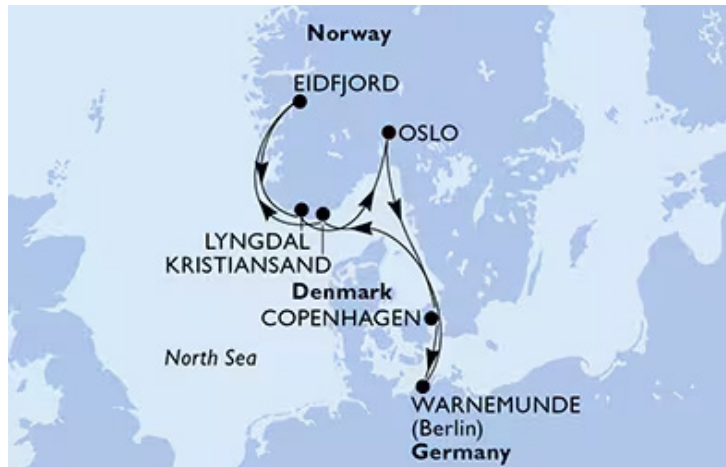 Norway
EIDFJORD
OSLO
LYNGDAL
KRISTIANSAND
Denmark
COPENHAGEN
North Sea
WARNEMUNDE
(Berlin)
Germany